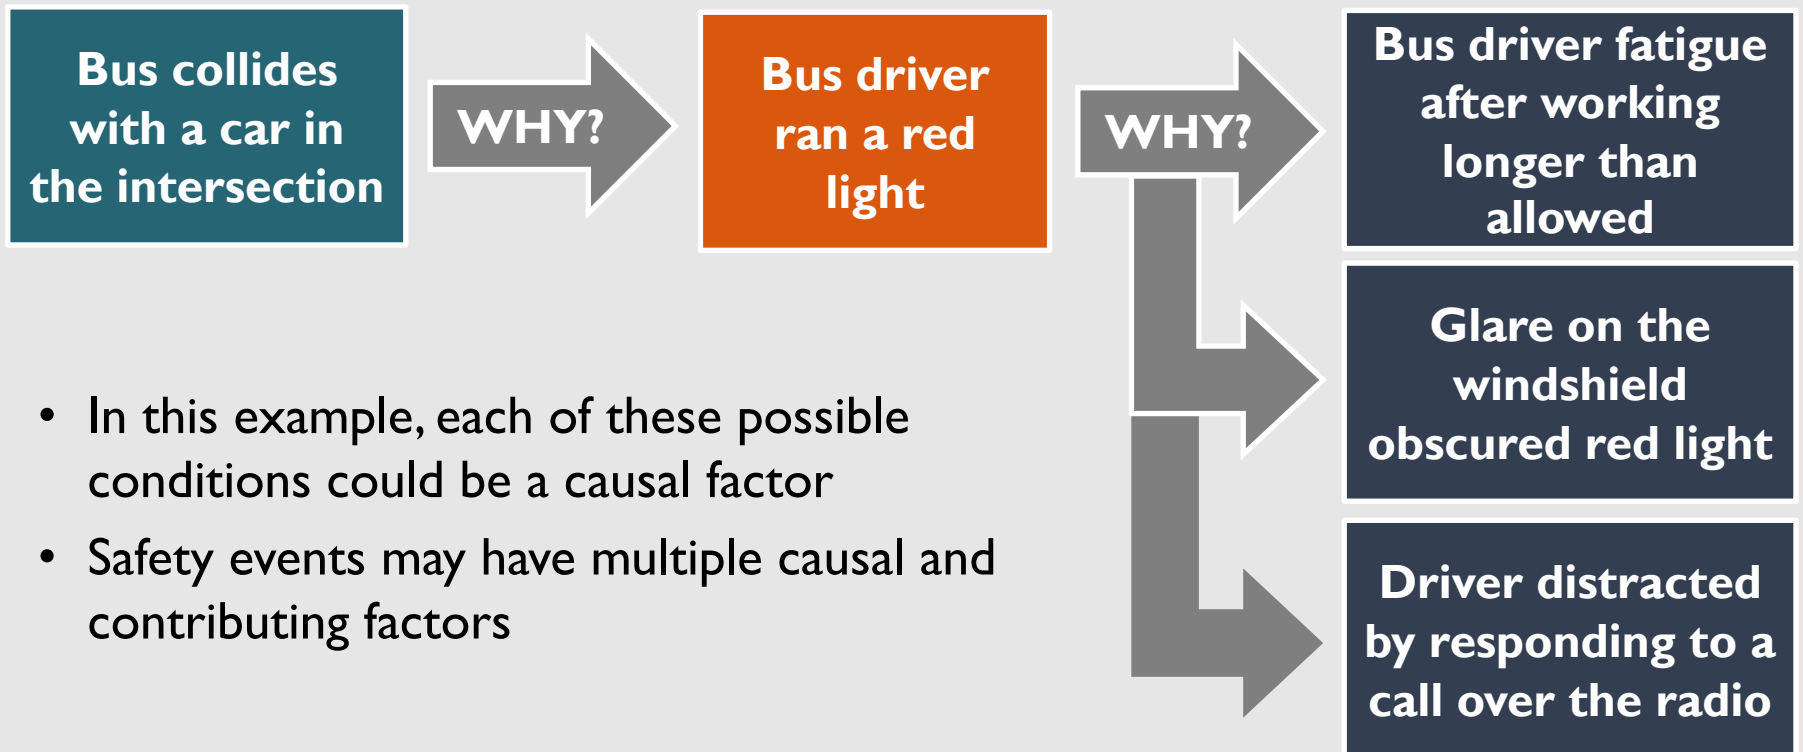 Bus collides
with a car in
the intersection
WHY?
Bus driver
ran a red
light
WHY?
Bus driver fatigue
after working
longer than
allowed
Glare on the
windshield
obscured red light
Driver distracted
by responding to a
call over the radio
• In this example, each of these possible
conditions could be a causal factor
• Safety events may have multiple causal and
contributing factors